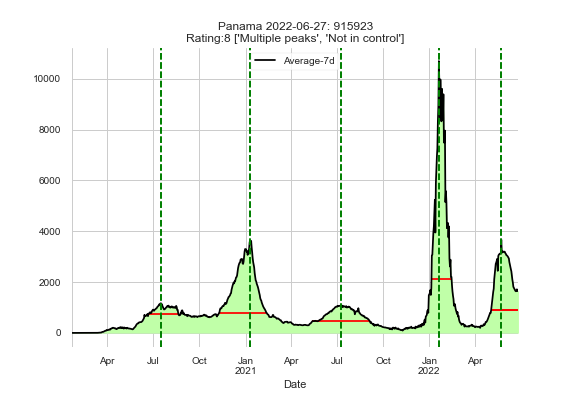 Panama 2022-06-27: 915923
Rating:8 ['Multiple peaks', 'Not in control']
Average-7d
10000
8000
6000
4000
2000
0
Apr Jul Oct Jan Apr Jul Oct Jan Apr
2021 2022
Date